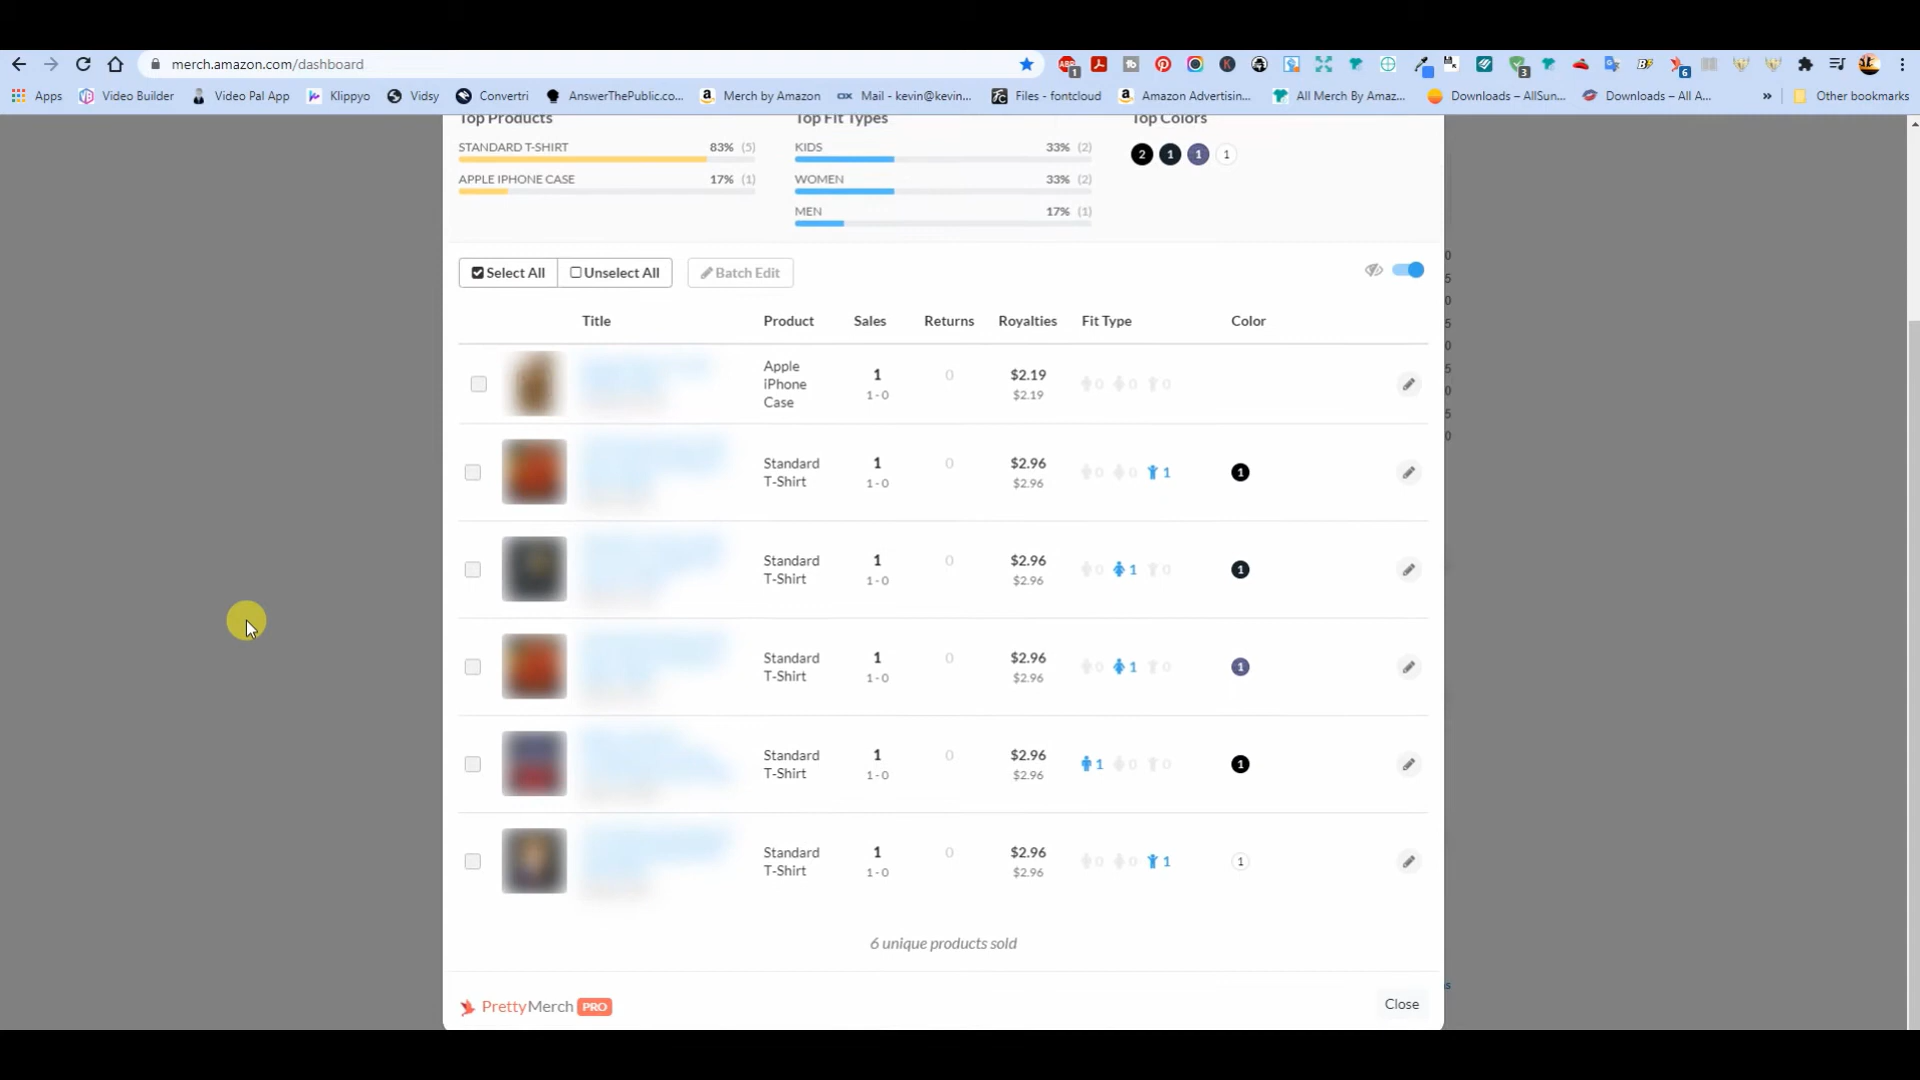 merch.amazon.com/dashboard
Apps Video Builder Video Pal App Klippyo Vidsy Convertri AnswerThePublic.co... Merch by Amazon Mail - kevin@kevin... Files - fontcloud Amazon Advertisin... All Merch By Amaz... Downloads – AllSun... Downloads – All A... » Other bookmarks
Top Products Top Fit Types Top Colors
STANDARD T-SHIRT 83% (5) KIDS 33% (2) 2 1 1 1
APPLE IPHONE CASE 17% (1) WOMEN 33% (2)
MEN 17% (1)
Select All Unselect All Batch Edit
Title Product Sales Returns Royalties Fit Type Color
Apple iPhone Case 1 1 - 0 0 $2.19 $2.19 0 0 0
Standard T-Shirt 1 1 - 0 0 $2.96 $2.96 0 0 1 1
Standard T-Shirt 1 1 - 0 0 $2.96 $2.96 0 1 0 1
Standard T-Shirt 1 1 - 0 0 $2.96 $2.96 0 1 0 1
Standard T-Shirt 1 1 - 0 0 $2.96 $2.96 1 0 0 1
Standard T-Shirt 1 1 - 0 0 $2.96 $2.96 0 0 1 1
6 unique products sold
PrettyMerch PRO Close